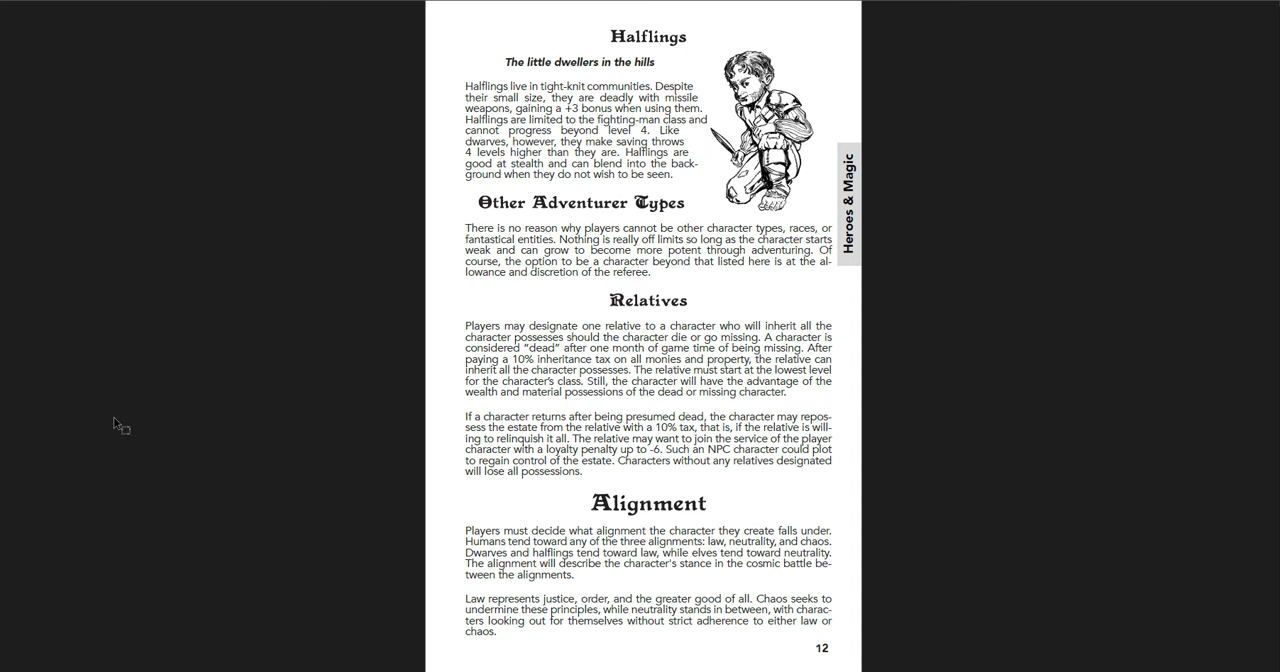 Halflings
The little dwellers in the hills
Halflings live in tight-knit communities. Despite
their small size, they are deadly with missile
weapons, gaining a +3 bonus when using them.
Halflings are limited to the fighting-man class and
cannot progress beyond level 4. Like
dwarves, however, they make saving throws
4 levels higher than they are. Halflings are
good at stealth and can blend into the back-
ground when they do not wish to be seen.
Other Adventurer Types
There is no reason why players cannot be other character types, races, or
fantastical entities. Nothing is really off limits so long as the character starts
weak and can grow to become more potent through adventuring. Of
course, the option to be a character beyond that listed here is at the al-
lowance and discretion of the referee.
Heroes & Magic
Relatives
Players may designate one relative to a character who will inherit all the
character possesses should the character die or go missing. A character is
considered “dead” after one month of game time of being missing. After
paying a 10% inheritance tax on all monies and property, the relative can
inherit all the character possesses. The relative must start at the lowest level
for the character's class. Still, the character will have the advantage of the
wealth and material possessions of the dead or missing character.
If a character returns after being presumed dead, the character may repos-
sess the estate from the relative with a 10% tax, that is, if the relative is will-
ing to relinquish it all. The relative may want to join the service of the player
character with a loyalty penalty up to -6. Such an NPC character could plot
to regain control of the estate. Characters without any relatives designated
will lose all possessions.
Alignment
Players must decide what alignment the character they create falls under.
Humans tend toward any of the three alignments: law, neutrality, and chaos.
Dwarves and halflings tend toward law, while elves tend toward neutrality.
The alignment will describe the character's stance in the cosmic battle be-
tween the alignments.
Law represents justice, order, and the greater good of all. Chaos seeks to
undermine these principles, while neutrality stands in between, with charac-
ters looking out for themselves without strict adherence to either law or
chaos.
12